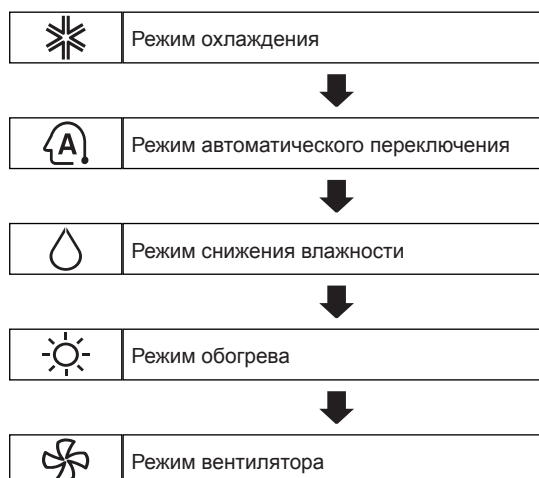 Режим охлаждения
A
Режим автоматического переключения
Режим снижения влажности
Режим обогрева
Режим вентилятора